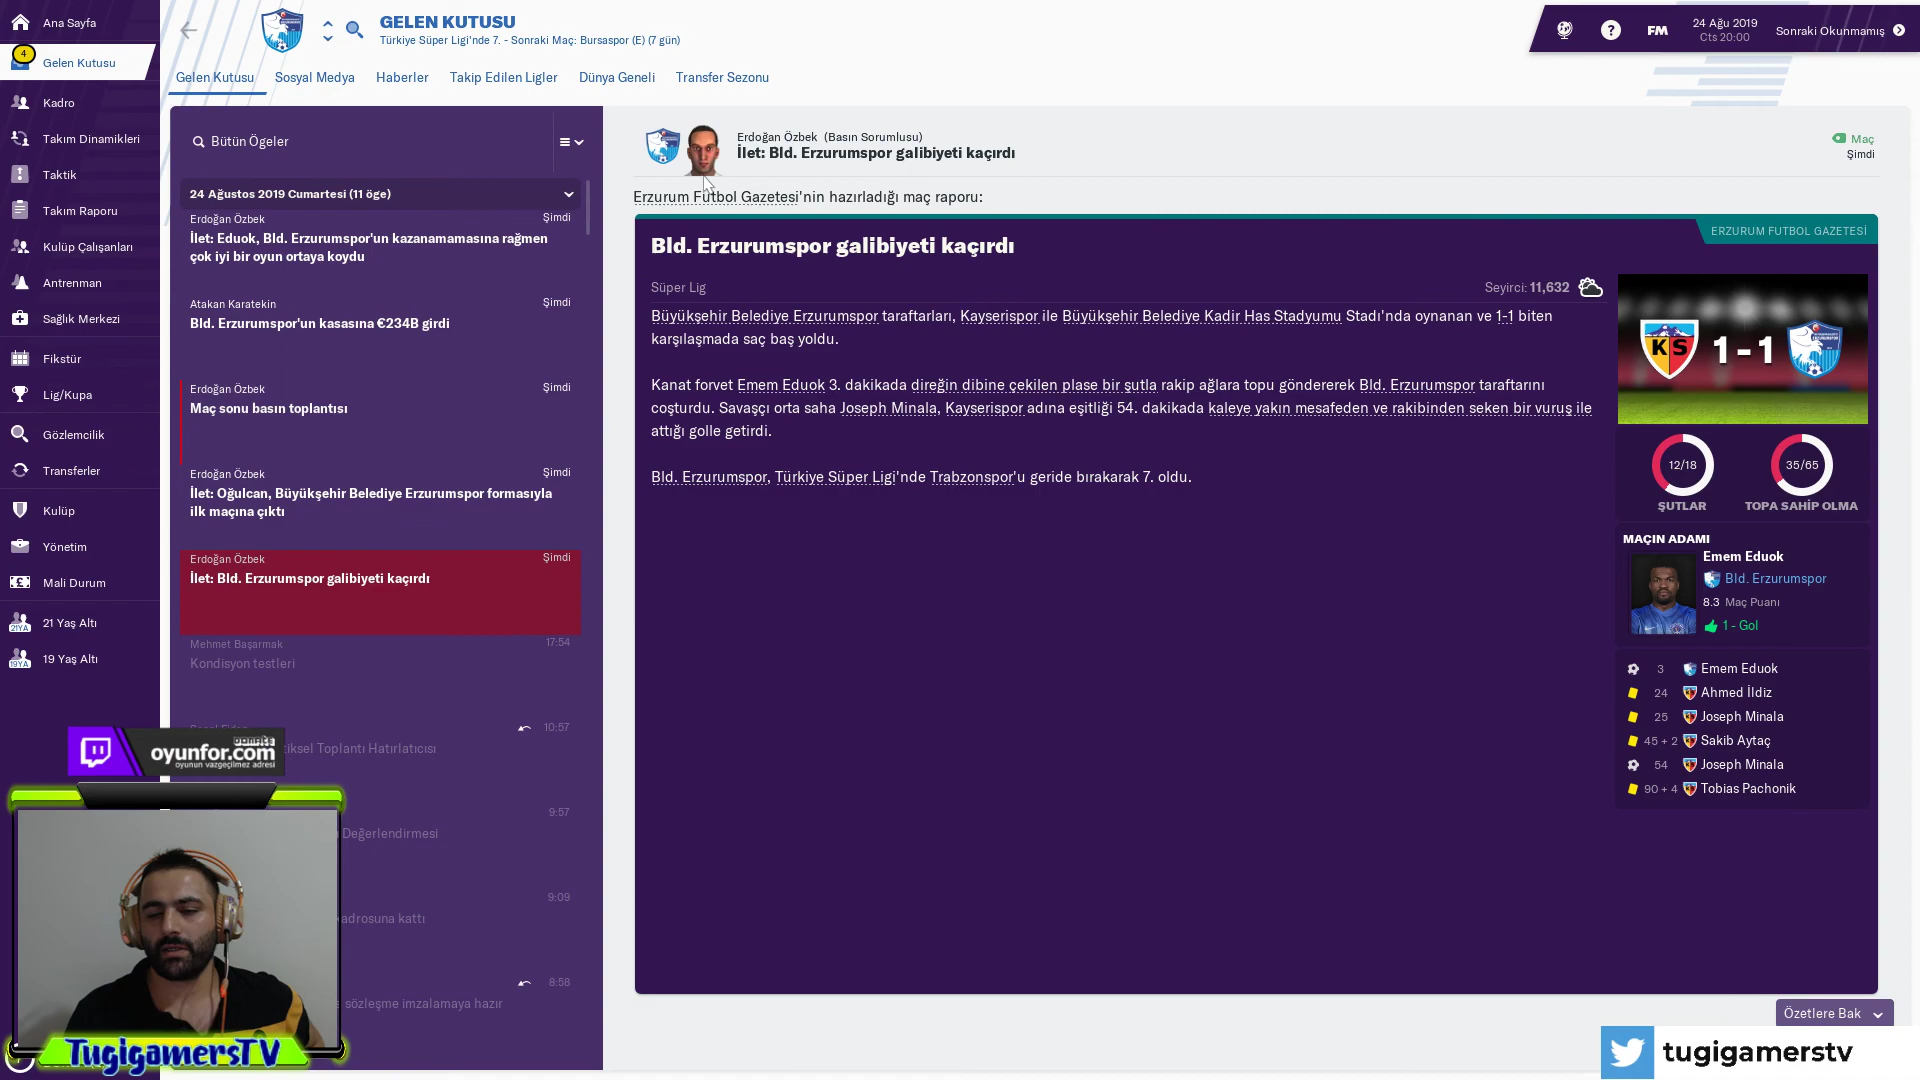 Ana Sayfa
4
Gelen Kutusu
Kadro
Takım Dinamikleri
Taktik
Takım Raporu
Kulüp Çalışanları
Antrenman
Sağlık Merkezi
Fikstür
Lig/Kupa
Gözlemcilik
Transferler
Kulüp
Yönetim
Mali Durum
21YA
21 Yaş Altı
19YA
19 Yaş Altı
GELEN KUTUSU
Türkiye Süper Ligi'nde 7. - Sonraki Maç: Bursaspor (E) (7 gün)
?
FM
24 Ağu 2019
Cts 20:00
Sonraki Okunmamış
Gelen Kutusu
Sosyal Medya
Haberler
Takip Edilen Ligler
Dünya Geneli
Transfer Sezonu
Bütün Ögeler
24 Ağustos 2019 Cumartesi (11 öge)
Erdoğan Özbek
Şimdi
İlet: Eduok, Bld. Erzurumspor'un kazanamamasına rağmen
çok iyi bir oyun ortaya koydu
Atakan Karatekin
Şimdi
Bld. Erzurumspor'un kasasına €234B girdi
Erdoğan Özbek
Şimdi
Maç sonu basın toplantısı
Erdoğan Özbek
Şimdi
İlet: Oğulcan, Büyükşehir Belediye Erzurumspor formasıyla
ilk maçına çıktı
Erdoğan Özbek
Şimdi
İlet: Bld. Erzurumspor galibiyeti kaçırdı
Mehmet Başarmak
17:54
Kondisyon testleri
10:57
tiksel Toplantı Hatırlatıcısı
9:57
Değerlendirmesi
9:09
kadrosuna kattı
8:58
sözleşme imzalamaya hazır
Erdoğan Özbek (Basın Sorumlusu)
İlet: Bld. Erzurumspor galibiyeti kaçırdı
Maç
Şimdi
Erzurum Futbol Gazetesi'nin hazırladığı maç raporu:
ERZURUM FUTBOL GAZETESİ
Bld. Erzurumspor galibiyeti kaçırdı
Süper Lig
Seyirci: 11,632
Büyükşehir Belediye Erzurumspor taraftarları, Kayserispor ile Büyükşehir Belediye Kadir Has Stadyumu Stadı'nda oynanan ve 1-1 biten
karşılaşmada saç baş yoldu.
Kanat forvet Emem Eduok 3. dakikada direğin dibine çekilen plase bir şutla rakip ağlara topu göndererek Bld. Erzurumspor taraftarını
coşturdu. Savaşçı orta saha Joseph Minala, Kayserispor adına eşitliği 54. dakikada kaleye yakın mesafeden ve rakibinden seken bir vuruş ile
attığı golle getirdi.
Bld. Erzurumspor, Türkiye Süper Ligi'nde Trabzonspor'u geride bırakarak 7. oldu.
KS
1 - 1
12/18
ŞUTLAR
35/65
TOPA SAHİP OLMA
MAÇIN ADAMI
Emem Eduok
Bld. Erzurumspor
8.3 Maç Puanı
1 - Gol
3 Emem Eduok
24 Ahmed İldiz
25 Joseph Minala
45 + 2 Sakib Aytaç
54 Joseph Minala
90 + 4 Tobias Pachonik
Özetlere Bak
DONATE
oyunfor.com
oyunun vazgeçilmez adresi
TugigamersTV
tugigamerstv